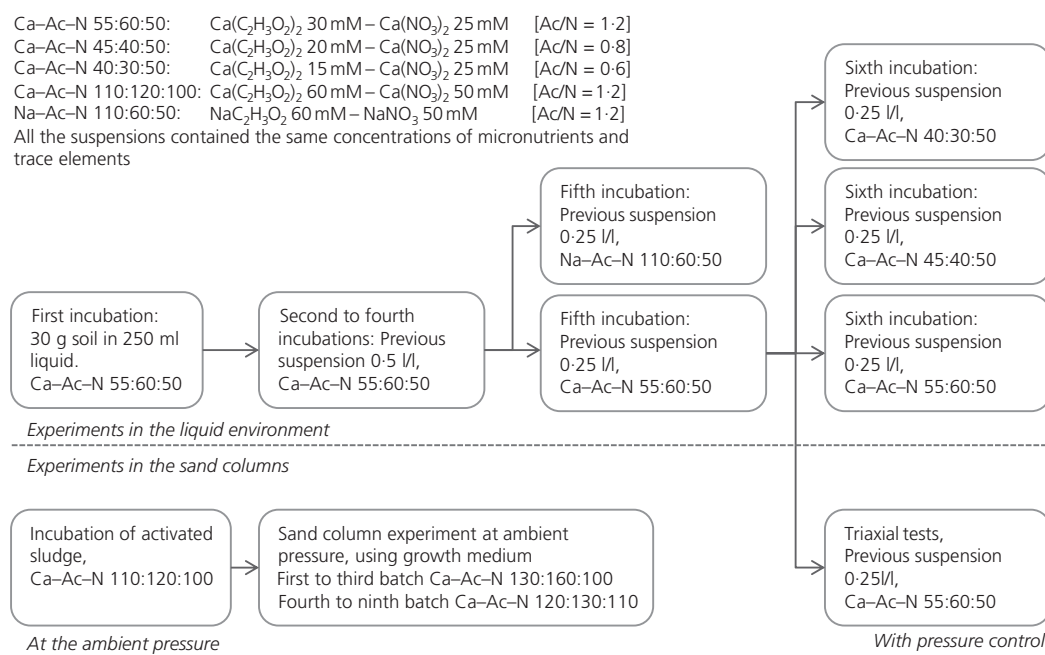 Ca–Ac–N 55:60:50: Ca(C₂H₃O₂)₂ 30 mM – Ca(NO₃)₂ 25 mM [Ac/N = 1·2]
Ca–Ac–N 45:40:50: Ca(C₂H₃O₂)₂ 20 mM – Ca(NO₃)₂ 25 mM [Ac/N = 0·8]
Ca–Ac–N 40:30:50: Ca(C₂H₃O₂)₂ 15 mM – Ca(NO₃)₂ 25 mM [Ac/N = 0·6]
Ca–Ac–N 110:120:100: Ca(C₂H₃O₂)₂ 60 mM – Ca(NO₃)₂ 50 mM [Ac/N = 1·2]
Na–Ac–N 110:60:50: NaC₂H₃O₂ 60 mM – NaNO₃ 50 mM [Ac/N = 1·2]
All the suspensions contained the same concentrations of micronutrients and
trace elements
First incubation:
30 g soil in 250 ml
liquid.
Ca–Ac–N 55:60:50
Second to fourth
incubations: Previous
suspension 0·5 l/l,
Ca–Ac–N 55:60:50
Fifth incubation:
Previous suspension
0·25 l/l,
Na–Ac–N 110:60:50
Fifth incubation:
Previous suspension
0·25 l/l,
Ca–Ac–N 55:60:50
Sixth incubation:
Previous suspension
0·25 l/l,
Ca–Ac–N 40:30:50
Sixth incubation:
Previous suspension
0·25 l/l,
Ca–Ac–N 45:40:50
Sixth incubation:
Previous suspension
0·25 l/l,
Ca–Ac–N 55:60:50
Experiments in the liquid environment
Experiments in the sand columns
Incubation of activated
sludge,
Ca–Ac–N 110:120:100
Sand column experiment at ambient
pressure, using growth medium
First to third batch Ca–Ac–N 130:160:100
Fourth to ninth batch Ca–Ac–N 120:130:110
Triaxial tests,
Previous suspension
0·25l/l,
Ca–Ac–N 55:60:50
At the ambient pressure
With pressure control